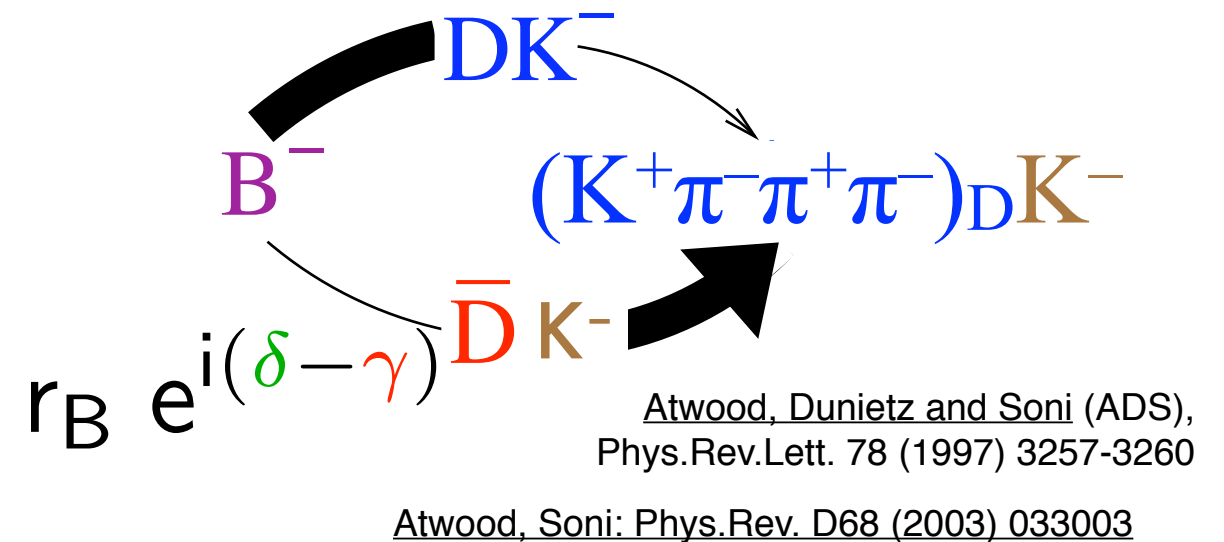 DK⁻
B⁻
(K⁺π⁻π⁺π⁻)_D K⁻
D̅ K⁻
r_B e^{i(δ−γ)}
Atwood, Dunietz and Soni (ADS),
Phys.Rev.Lett. 78 (1997) 3257-3260
Atwood, Soni: Phys.Rev. D68 (2003) 033003